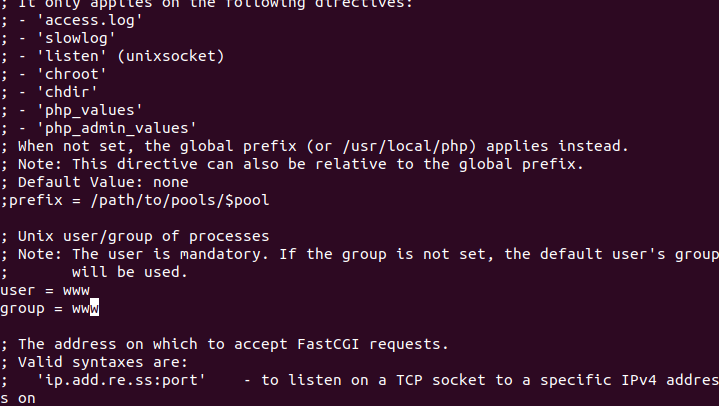 ; It only applies on the following directives:
; - 'access.log'
; - 'slowlog'
; - 'listen' (unixsocket)
; - 'chroot'
; - 'chdir'
; - 'php_values'
; - 'php_admin_values'
; When not set, the global prefix (or /usr/local/php) applies instead.
; Note: This directive can also be relative to the global prefix.
; Default Value: none
;prefix = /path/to/pools/$pool

; Unix user/group of processes
; Note: The user is mandatory. If the group is not set, the default user's group
;       will be used.
user = www
group = www

; The address on which to accept FastCGI requests.
; Valid syntaxes are:
;   'ip.add.re.ss:port'    - to listen on a TCP socket to a specific IPv4 addres
s on